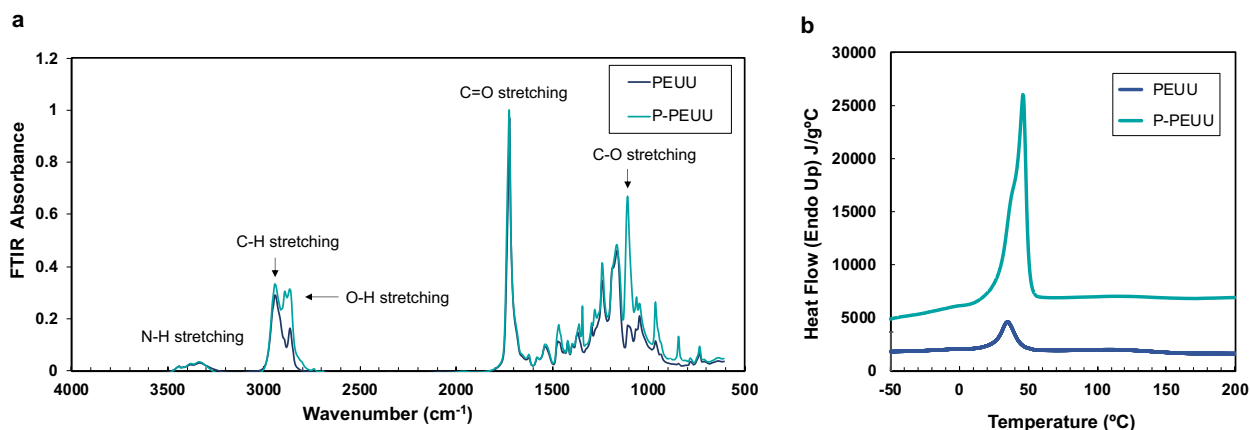 a
1.2
1
0.8
0.6
0.4
0.2
0
FTIR Absorbance
PEUU
P-PEUU
C=O stretching
C-O stretching
C-H stretching
O-H stretching
N-H stretching
4000 3500 3000 2500 2000 1500 1000 500
Wavenumber (cm⁻¹)
b
30000
25000
20000
15000
10000
5000
0
Heat Flow (Endo Up) J/gºC
PEUU
P-PEUU
-50 0 50 100 150 200
Temperature (ºC)